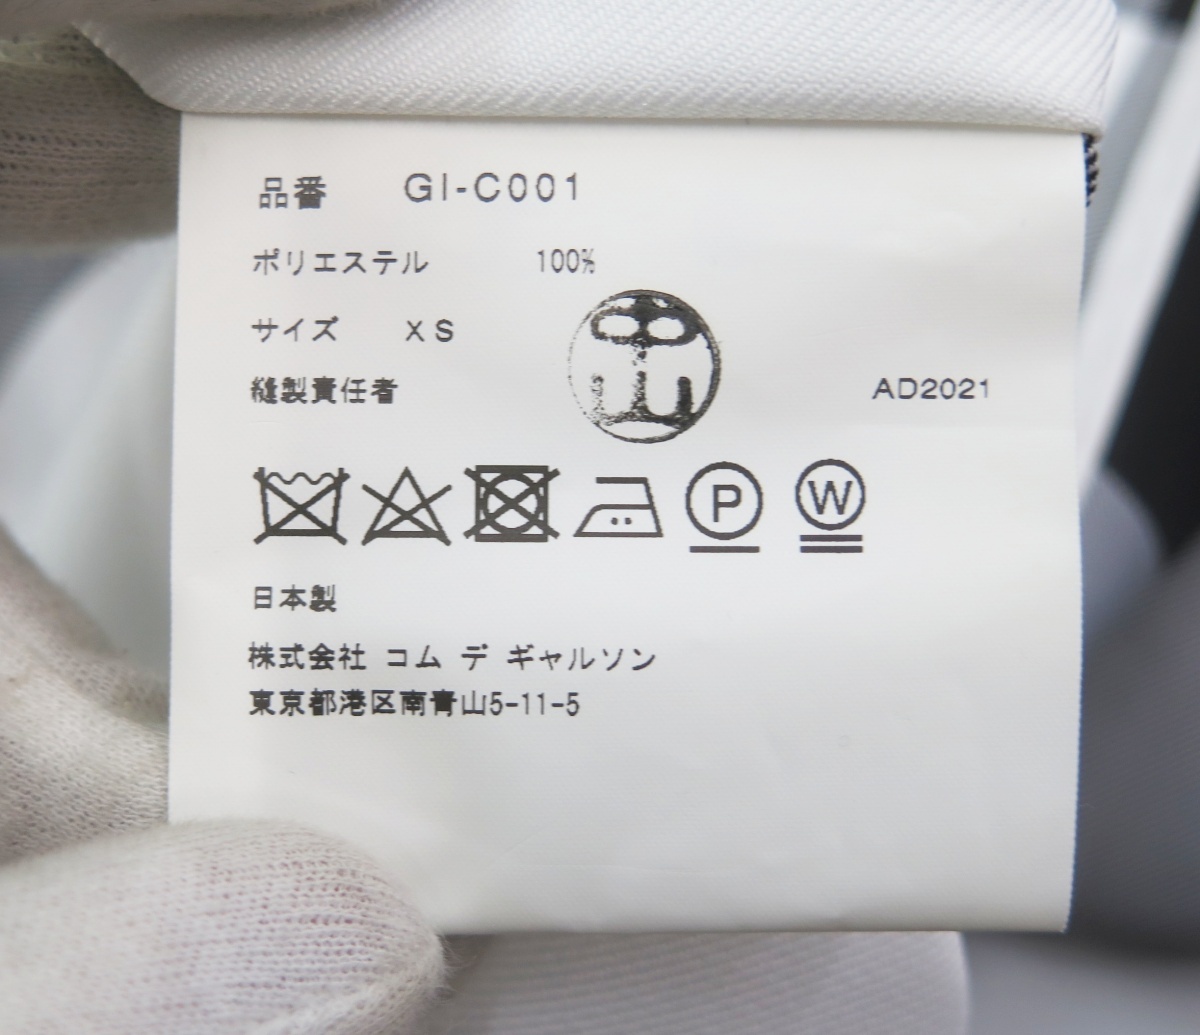 品番 GI-C001
ポリエステル 100%
サイズ XS
縫製責任者
AD2021
P W
日本製
株式会社 コム デ ギャルソン
東京都港区南青山5-11-5